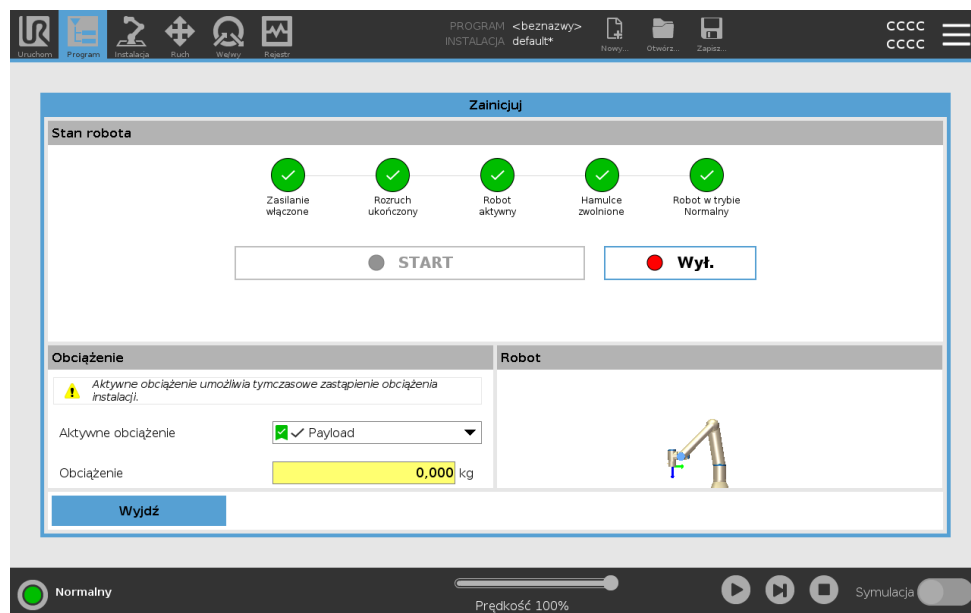 PROGRAM <beznazwy>
INSTALACJA default*
Uruchom Program Instalacja Ruch We/wy Rejestr Nowy... Otwórz... Zapisz...
CCCC
CCCC
Zainicjuj
Stan robota
Zasilanie włączone
Rozruch ukończony
Robot aktywny
Hamulce zwolnione
Robot w trybie Normalny
START
Wył.
Obciążenie
Robot
Aktywne obciążenie umożliwia tymczasowe zastąpienie obciążenia
instalacji.
Aktywne obciążenie Payload
Obciążenie 0,000 kg
Wyjdź
Normalny
Prędkość 100%
Symulacja